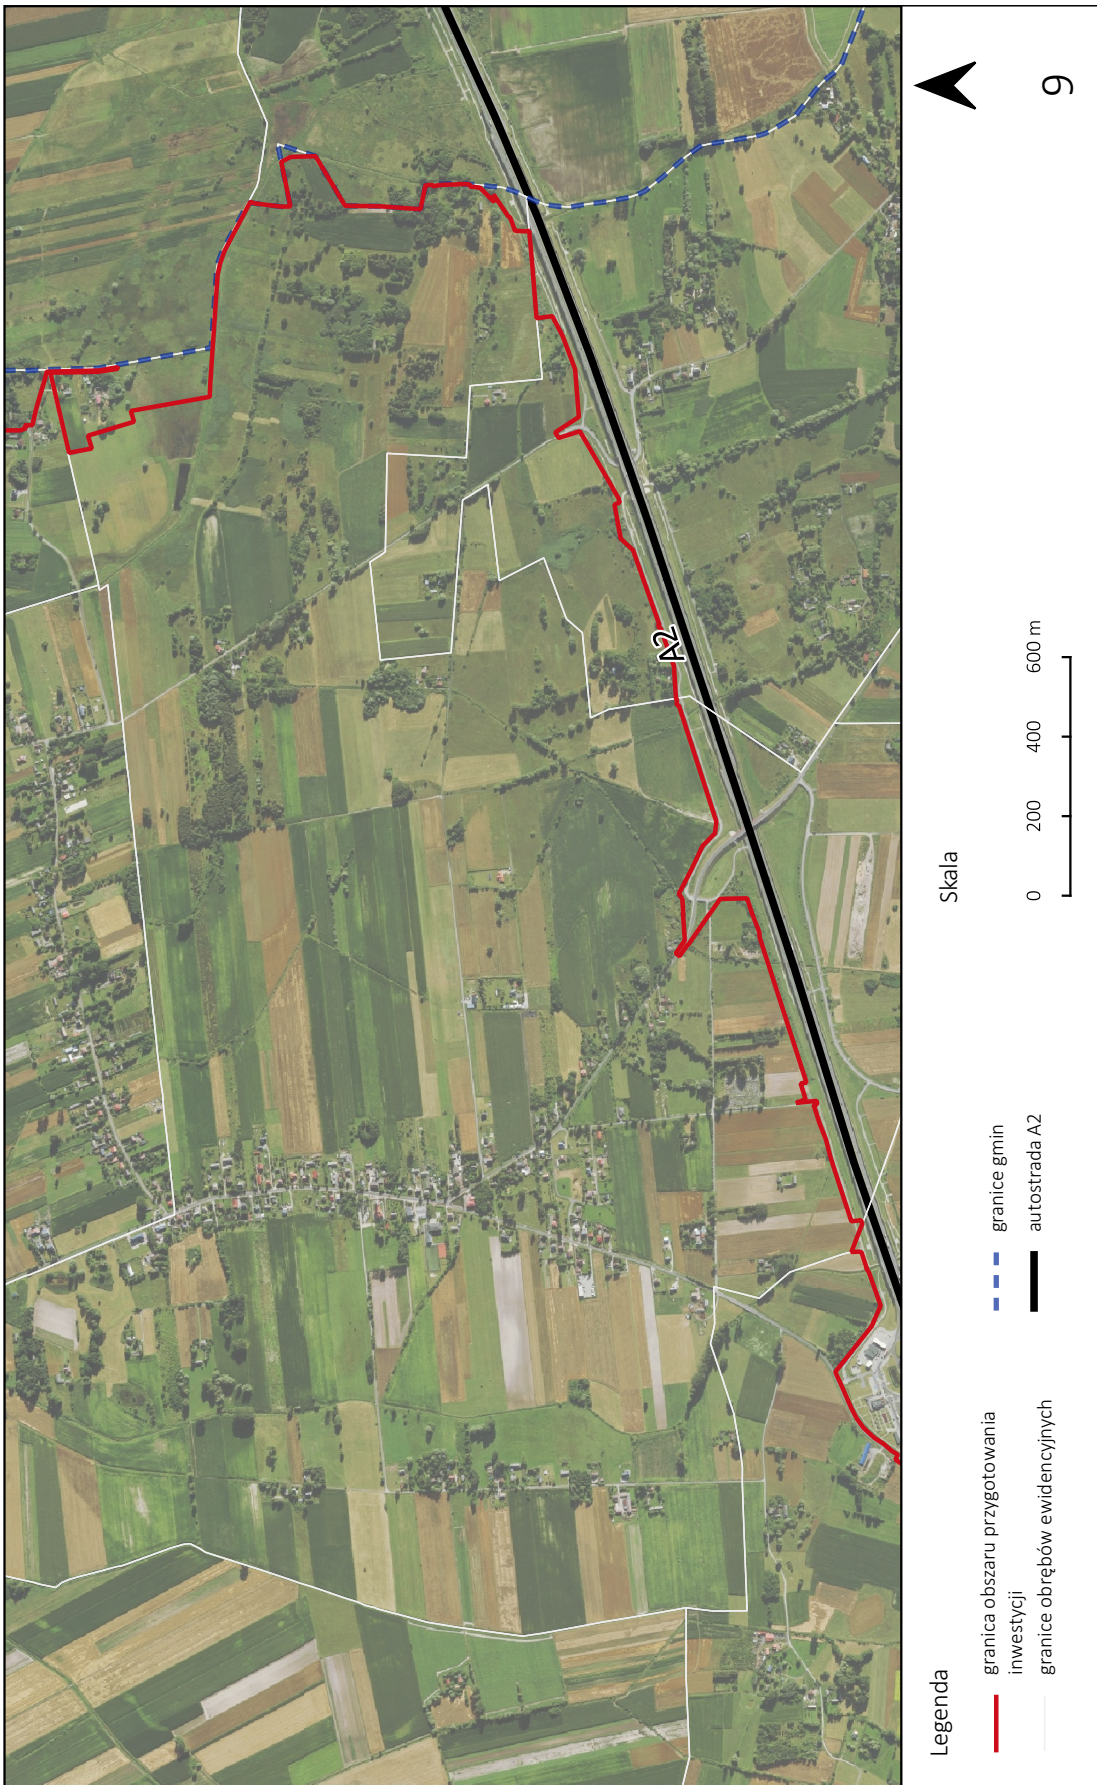 A2
Legenda
granica obszaru przygotowania
inwestycji
granice obrębów ewidencyjnych
granice gmin
autostrada A2
Skala
0 200 400 600 m
9